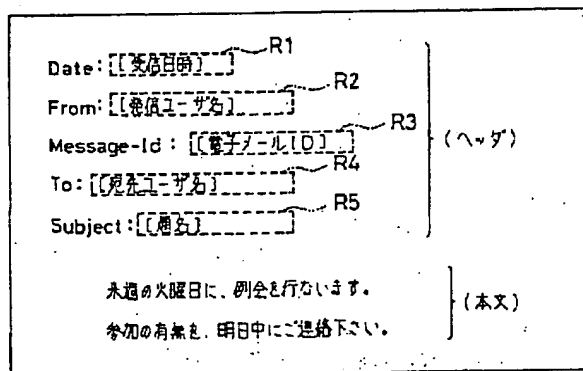 Date:[受信日時] R1
From:[発信ユーザ名] R2
Message-Id:[電子メールID] R3
To:[宛先ユーザ名] R4
Subject:[題名] R5
(ヘッダ)
来週の火曜日に、例会を行ないます。
参加の有無を、明日中にご連絡下さい。
(本文)